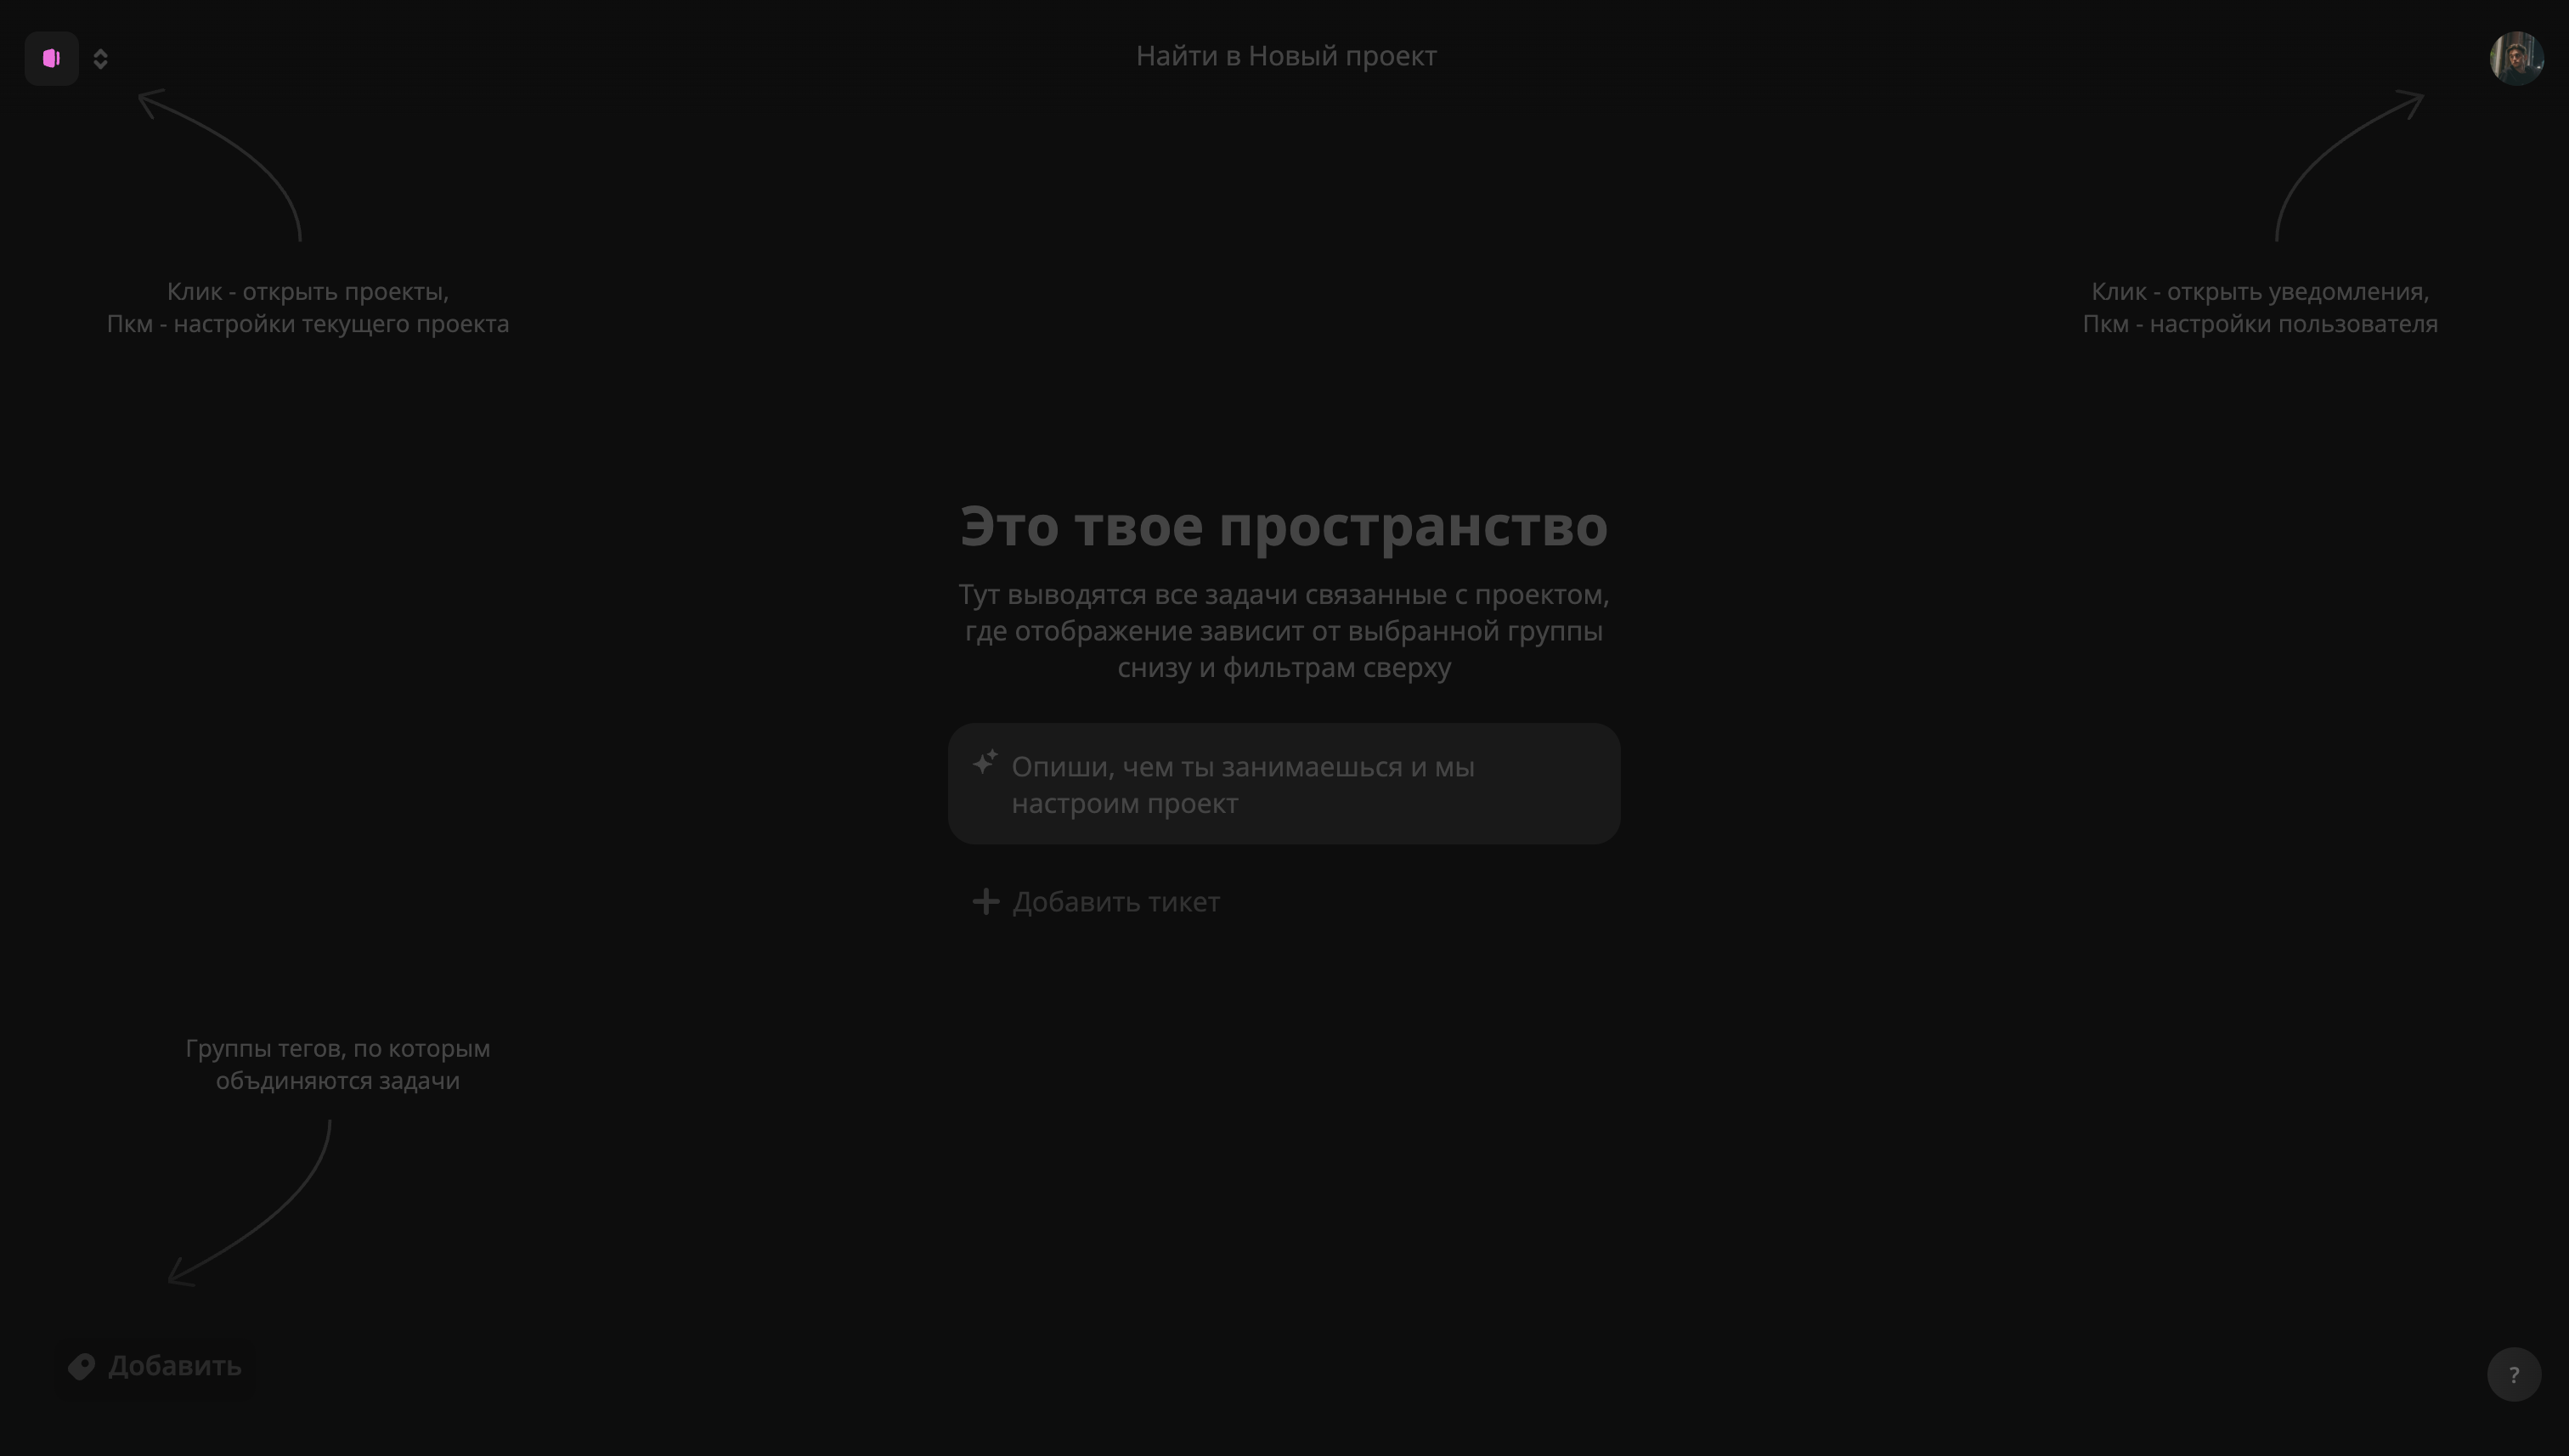 Найти в Новый проект
Клик - открыть проекты,
Пкм - настройки текущего проекта
Клик - открыть уведомления,
Пкм - настройки пользователя
Это твое пространство
Тут выводятся все задачи связанные с проектом,
где отображение зависит от выбранной группы
снизу и фильтрам сверху
Опиши, чем ты занимаешься и мы
настроим проект
Добавить тикет
Группы тегов, по которым
объдиняются задачи
Добавить
?